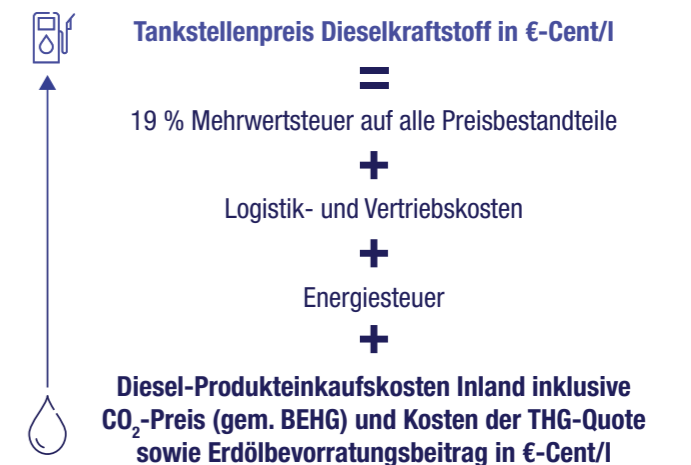 Tankstellenpreis Dieselkraftstoff in €-Cent/l
=
19 % Mehrwertsteuer auf alle Preisbestandteile
+
Logistik- und Vertriebskosten
+
Energiesteuer
+
Diesel-Produkteinkaufskosten Inland inklusive
CO₂-Preis (gem. BEHG) und Kosten der THG-Quote
sowie Erdölbevorratungsbeitrag in €-Cent/l